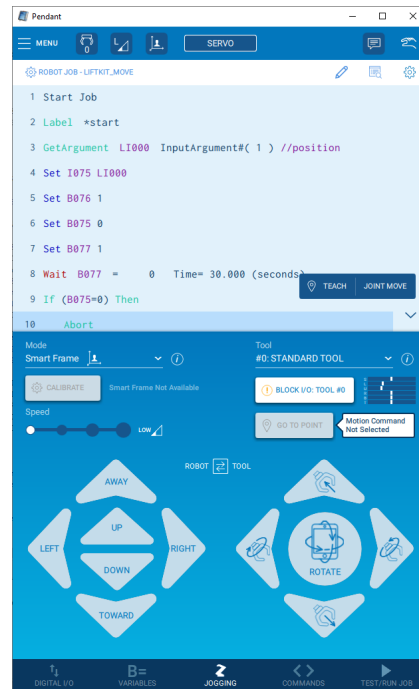 Pendant
MENU
0
L
SERVO
ROBOT JOB - LIFTKIT_MOVE
1 Start Job
2 Label *start
3 GetArgument LI000 InputArgument#( 1 ) //position
4 Set I075 LI000
5 Set B076 1
6 Set B075 0
7 Set B077 1
8 Wait B077 = 0 Time= 30.000 (seconds)
TEACH JOINT MOVE
9 If (B075=0) Then
10 Abort
Mode
Smart Frame
Tool
#0: STANDARD TOOL
CALIBRATE
Smart Frame Not Available
BLOCK I/O: TOOL #0
Speed
LOW
GO TO POINT
Motion Command
Not Selected
ROBOT TOOL
AWAY
UP
LEFT
RIGHT
DOWN
TOWARD
ROTATE
DIGITAL I/O
B=
VARIABLES
JOGGING
COMMANDS
TEST/RUN JOB